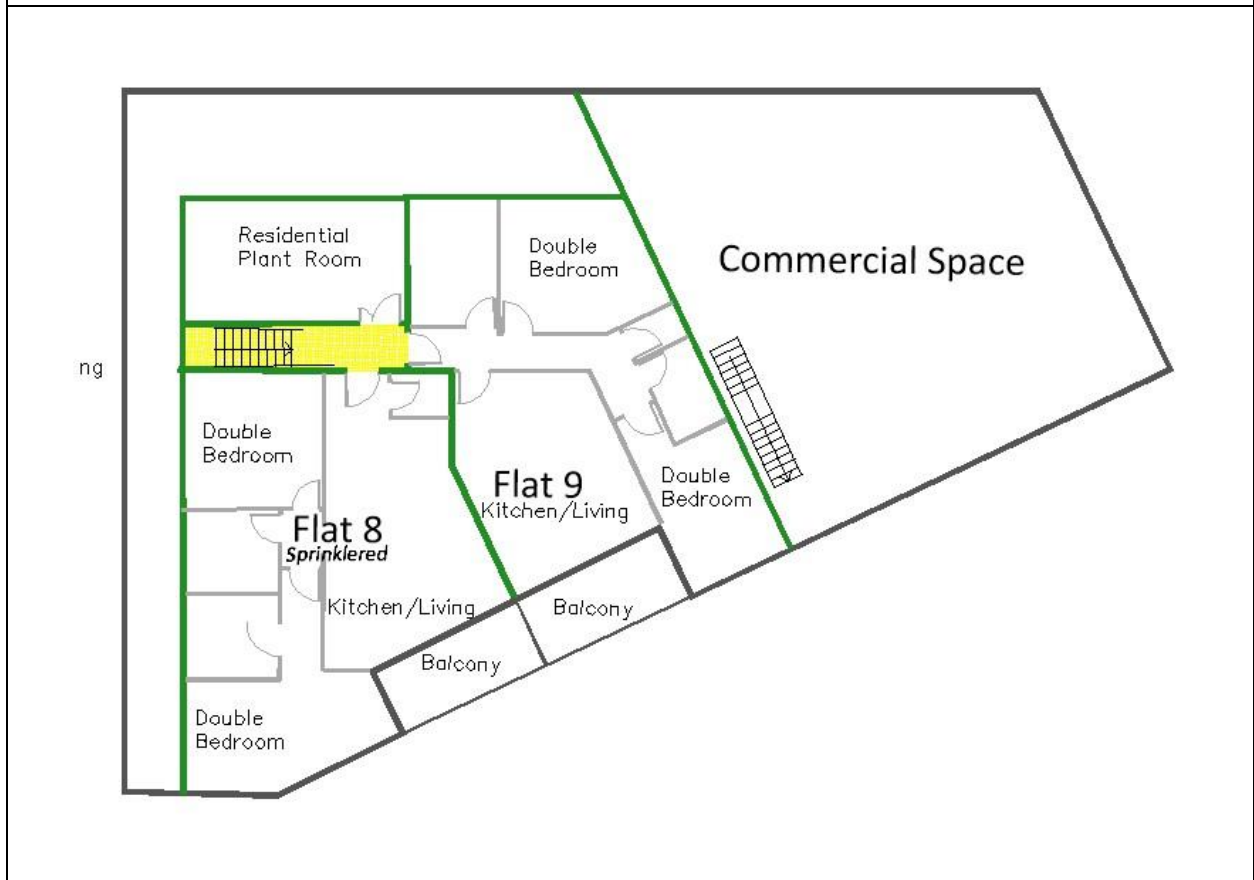 Residential
Plant Room
Double
Bedroom
Commercial Space
ng
Double
Bedroom
Flat 9
Kitchen/Living
Double
Bedroom
Flat 8
Sprinklered
Kitchen/Living
Balcony
Balcony
Double
Bedroom